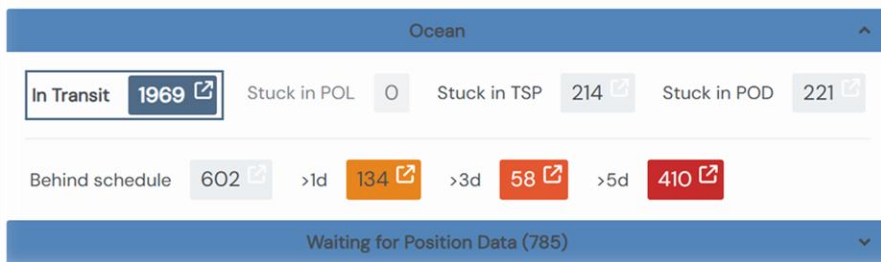 Ocean
In Transit 1969 Stuck in POL 0 Stuck in TSP 214 Stuck in POD 221
Behind schedule 602 >1d 134 >3d 58 >5d 410
Waiting for Position Data (785)